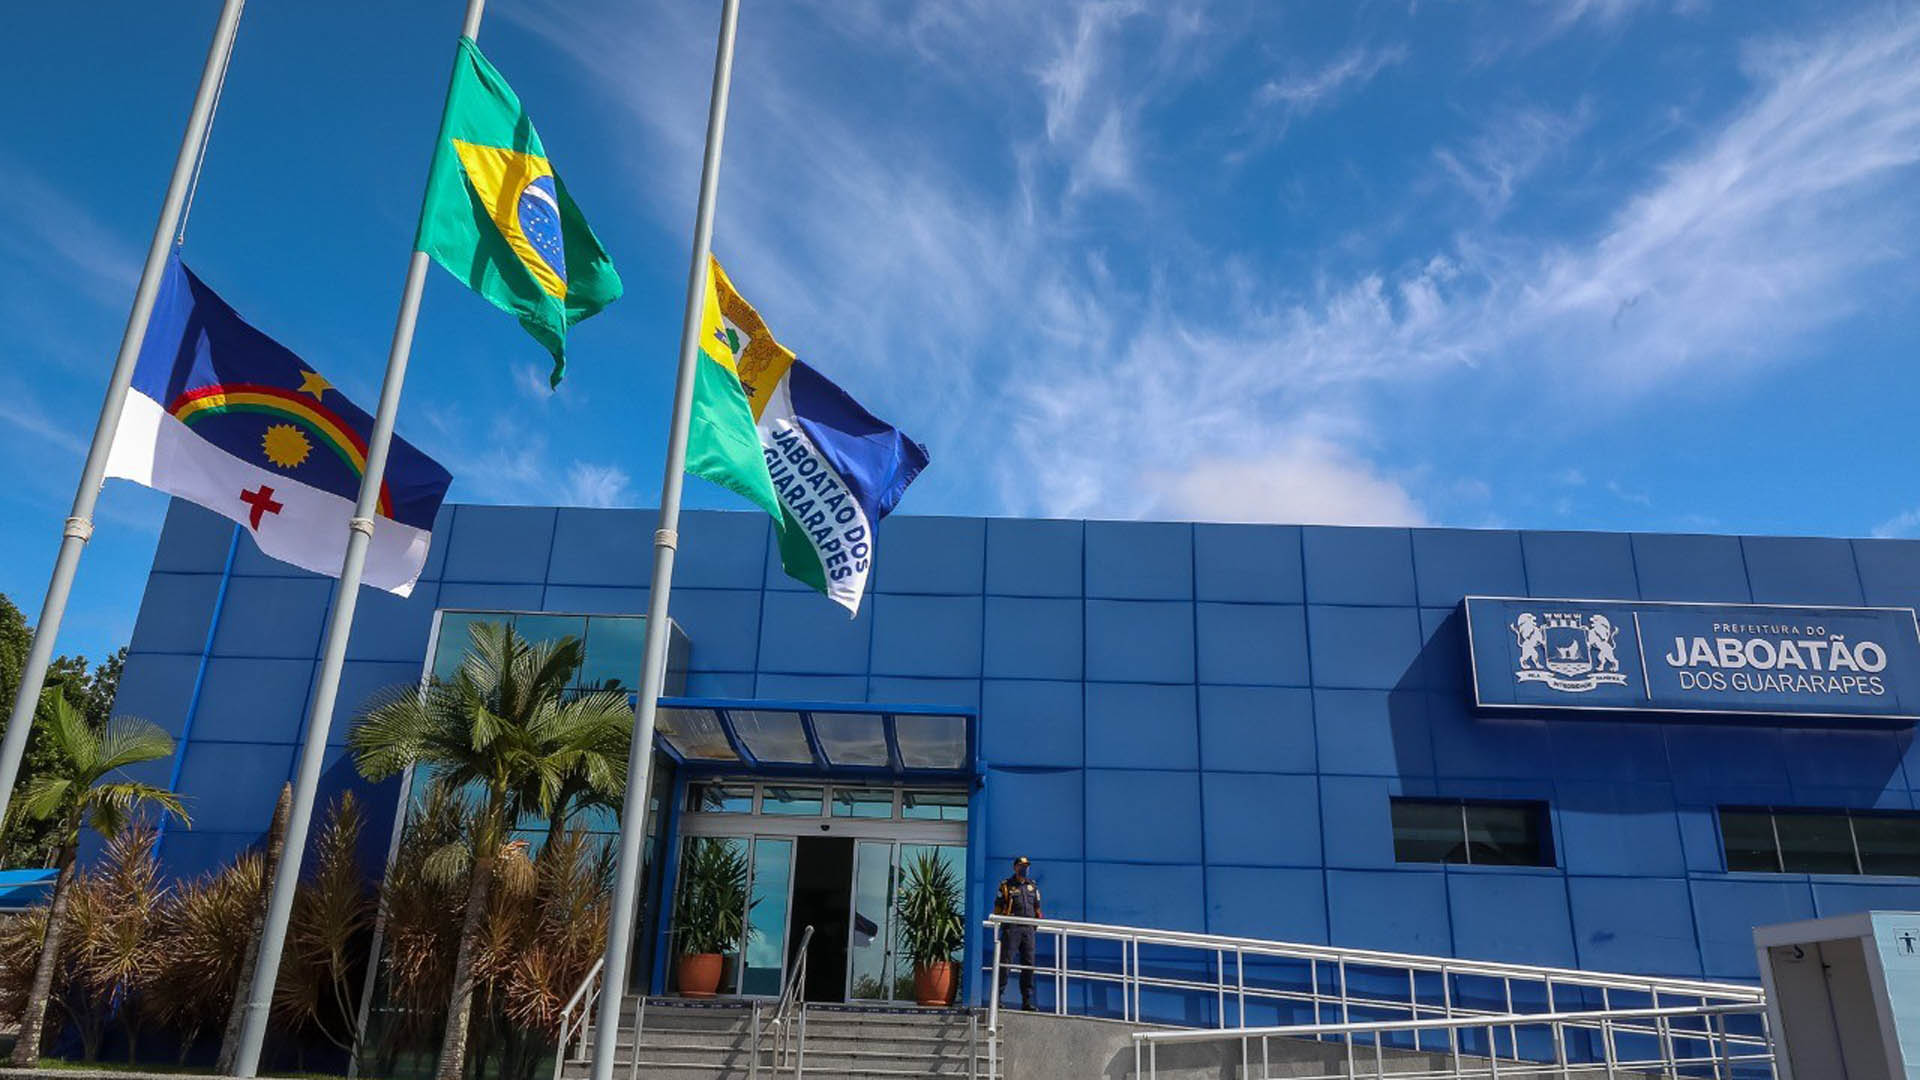 JABOATÃO DOS
GUARARAPES
PREFEITURA DO
JABOATÃO
DOS GUARARAPES